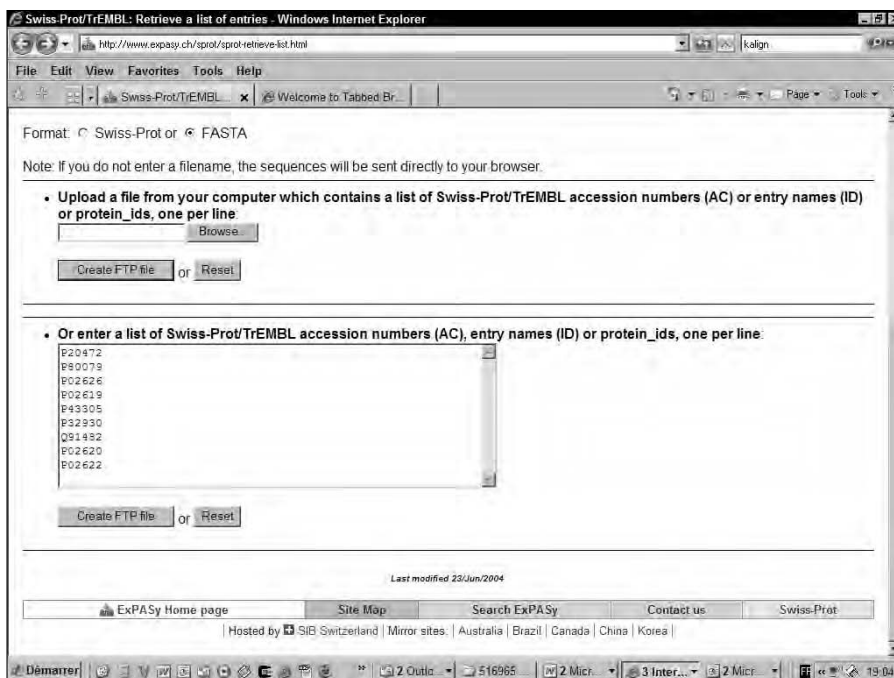 Swiss-Prot/TrEMBL: Retrieve a list of entries - Windows Internet Explorer
http://www.expasy.ch/sprot/sprot-retrieve-list.html kalign
File Edit View Favorites Tools Help
Swiss-Prot/TrEMBL... x Welcome to Tabbed Br... Page Tools
Format: Swiss-Prot or FASTA
Note: If you do not enter a filename, the sequences will be sent directly to your browser.
• Upload a file from your computer which contains a list of Swiss-Prot/TrEMBL accession numbers (AC) or entry names (ID)
or protein_ids, one per line:
Browse...
Create FTP file or Reset
• Or enter a list of Swiss-Prot/TrEMBL accession numbers (AC), entry names (ID) or protein_ids, one per line:
P20472
P80079
P02626
P02619
P43305
P32930
Q91482
P02620
P02622
Create FTP file or Reset
Last modified 23/Jun/2004
ExPASy Home page Site Map Search ExPASy Contact us Swiss-Prot
Hosted by SIB Switzerland | Mirror sites: | Australia | Brazil | Canada | China | Korea |
Démarrer » 2 Outlo... 516965 2 Micr... 3 Inter... 2 Micr... « 19:04